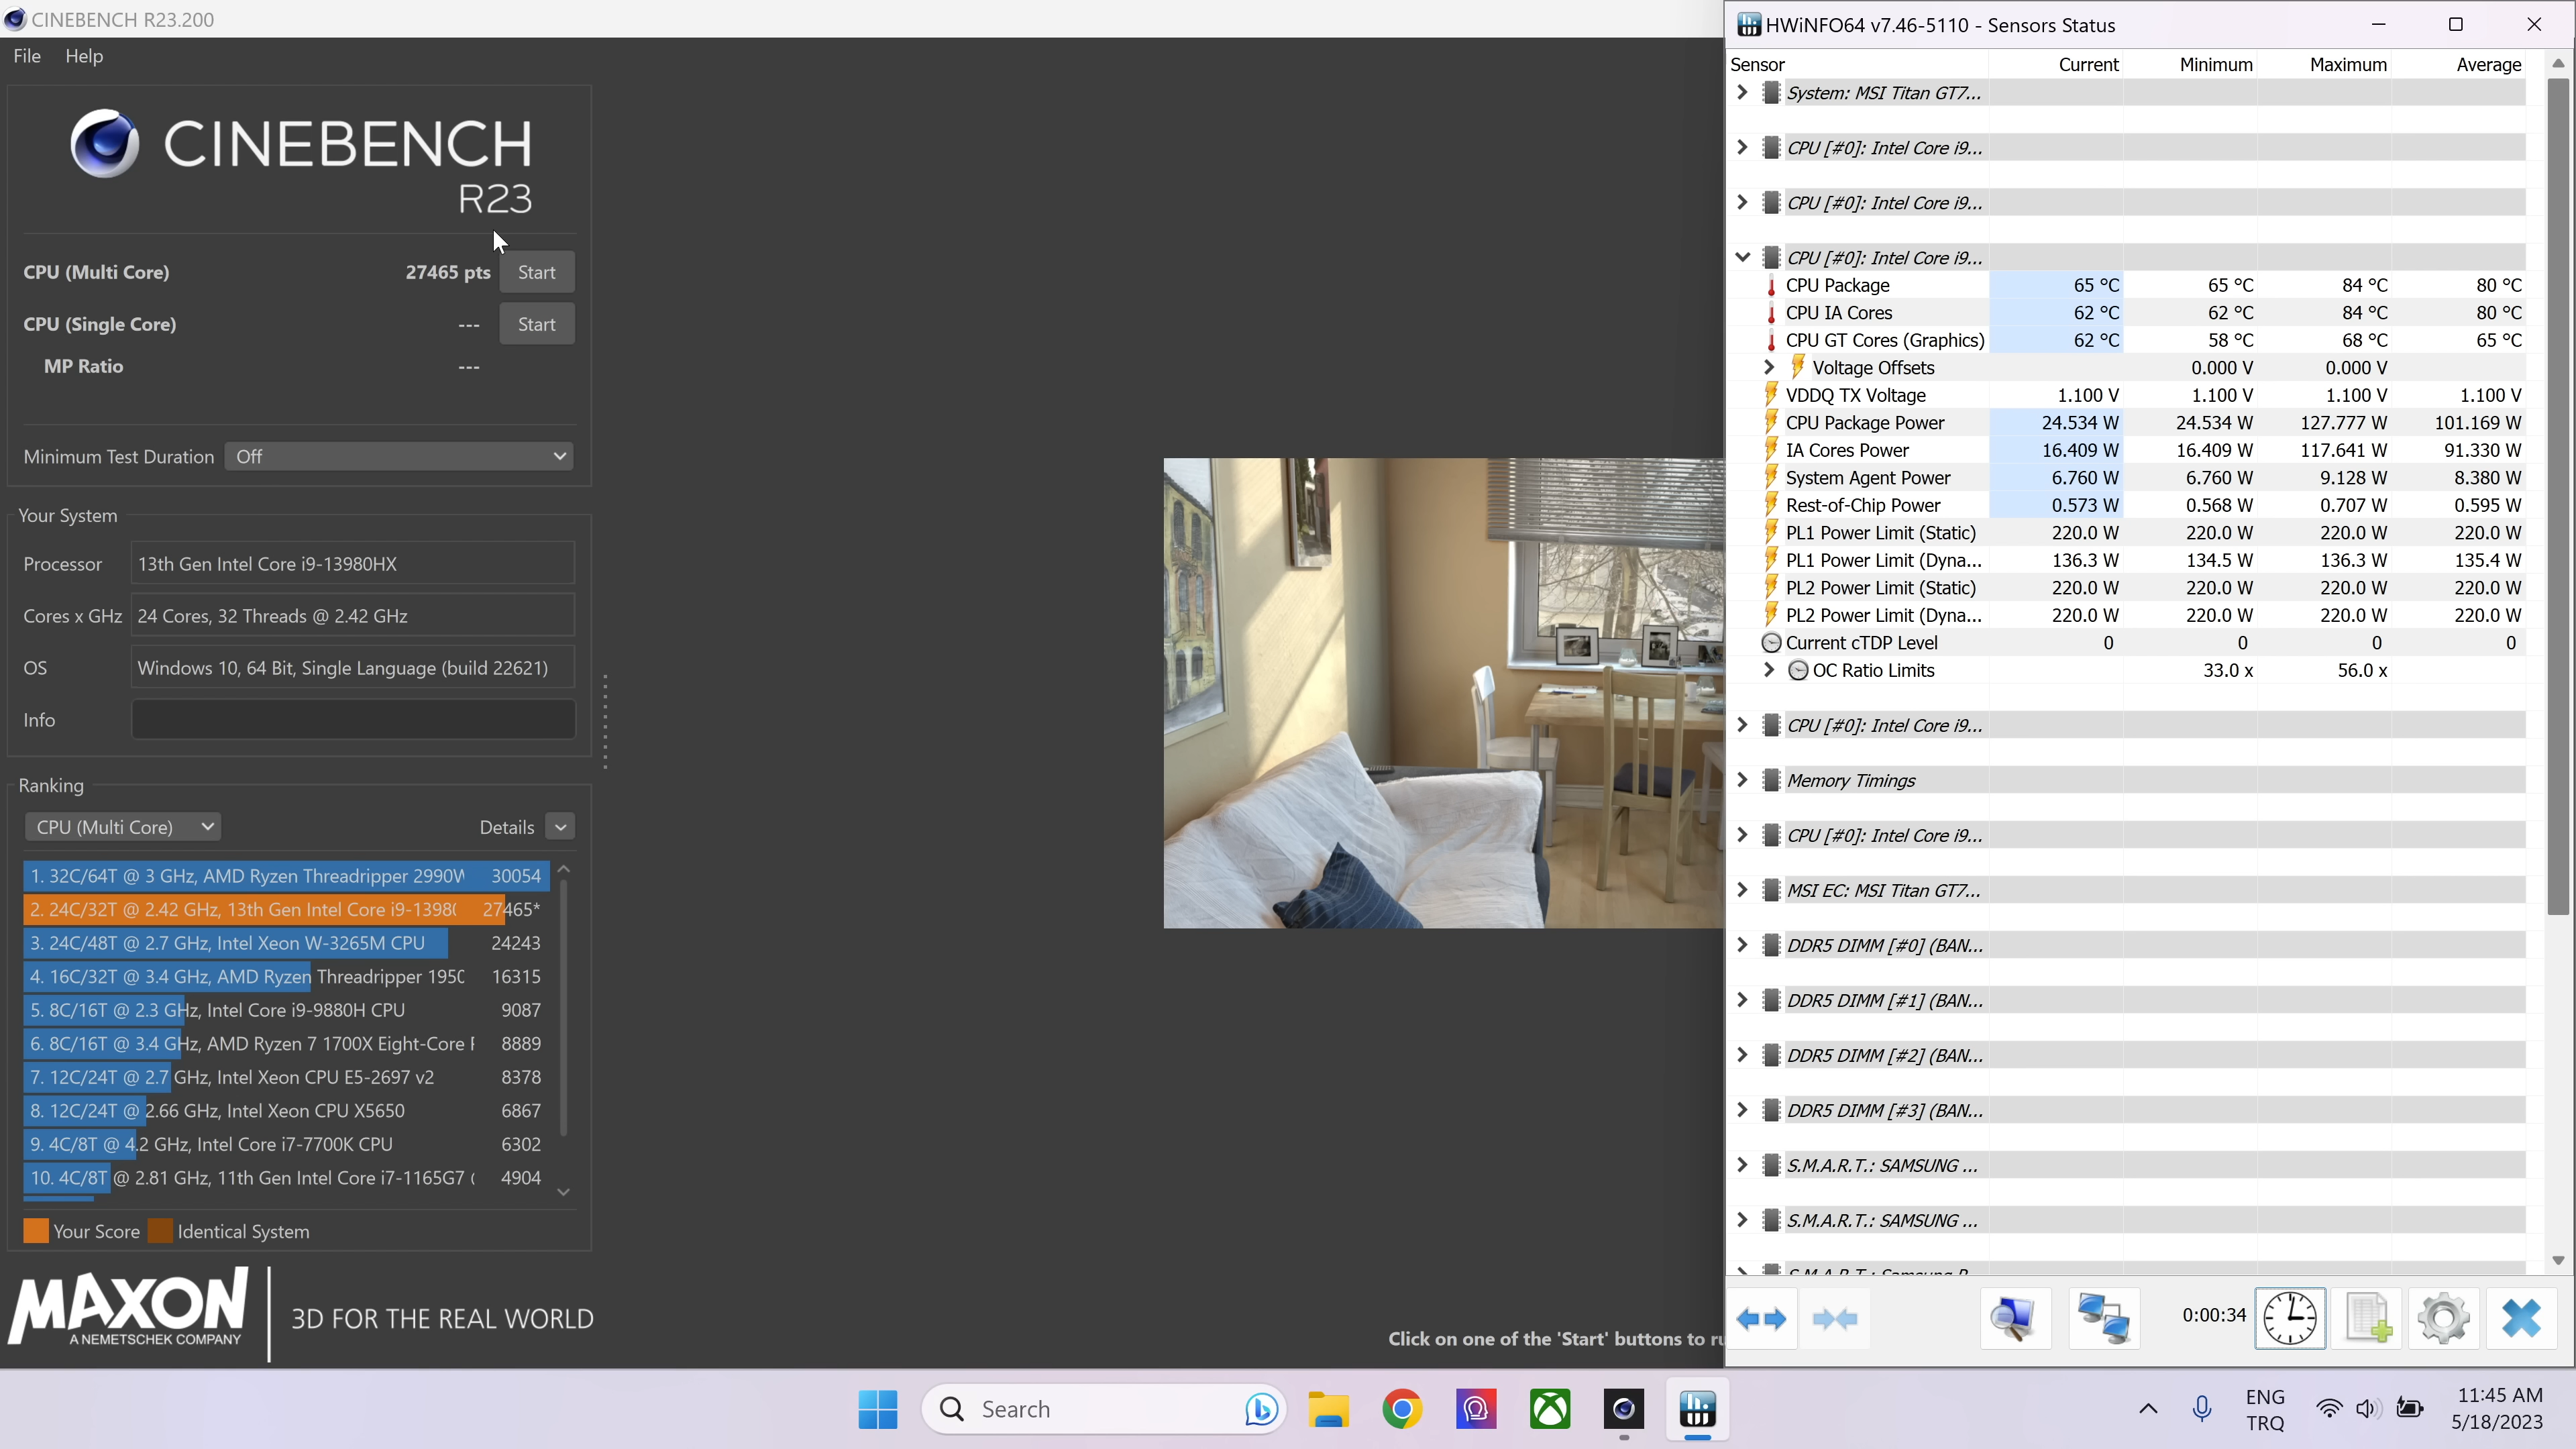 CINEBENCH R23.200
File Help
CINEBENCH
R23
CPU (Multi Core) 27465 pts Start
CPU (Single Core) --- Start
MP Ratio ---
Minimum Test Duration Off
Your System
Processor 13th Gen Intel Core i9-13980HX
Cores x GHz 24 Cores, 32 Threads @ 2.42 GHz
OS Windows 10, 64 Bit, Single Language (build 22621)
Info
Ranking
CPU (Multi Core) Details
1. 32C/64T @ 3 GHz, AMD Ryzen Threadripper 2990W 30054
2. 24C/32T @ 2.42 GHz, 13th Gen Intel Core i9-1398( 27465*
3. 24C/48T @ 2.7 GHz, Intel Xeon W-3265M CPU 24243
4. 16C/32T @ 3.4 GHz, AMD Ryzen Threadripper 195C 16315
5. 8C/16T @ 2.3 GHz, Intel Core i9-9880H CPU 9087
6. 8C/16T @ 3.4 GHz, AMD Ryzen 7 1700X Eight-Core 8889
7. 12C/24T @ 2.7 GHz, Intel Xeon CPU E5-2697 v2 8378
8. 12C/24T @ 2.66 GHz, Intel Xeon CPU X5650 6867
9. 4C/8T @ 4.2 GHz, Intel Core i7-7700K CPU 6302
10. 4C/8T @ 2.81 GHz, 11th Gen Intel Core i7-1165G7 ( 4904
Your Score Identical System
MAXON
A NEMETSCHEK COMPANY
3D FOR THE REAL WORLD
Click on one of the 'Start' buttons to ru
HWiNFO64 v7.46-5110 - Sensors Status
Sensor Current Minimum Maximum Average
System: MSI Titan GT7...
CPU [#0]: Intel Core i9...
CPU [#0]: Intel Core i9...
CPU [#0]: Intel Core i9...
CPU Package 65 °C 65 °C 84 °C 80 °C
CPU IA Cores 62 °C 62 °C 84 °C 80 °C
CPU GT Cores (Graphics) 62 °C 58 °C 68 °C 65 °C
Voltage Offsets 0.000 V 0.000 V
VDDQ TX Voltage 1.100 V 1.100 V 1.100 V 1.100 V
CPU Package Power 24.534 W 24.534 W 127.777 W 101.169 W
IA Cores Power 16.409 W 16.409 W 117.641 W 91.330 W
System Agent Power 6.760 W 6.760 W 9.128 W 8.380 W
Rest-of-Chip Power 0.573 W 0.568 W 0.707 W 0.595 W
PL1 Power Limit (Static) 220.0 W 220.0 W 220.0 W 220.0 W
PL1 Power Limit (Dyna... 136.3 W 134.5 W 136.3 W 135.4 W
PL2 Power Limit (Static) 220.0 W 220.0 W 220.0 W 220.0 W
PL2 Power Limit (Dyna... 220.0 W 220.0 W 220.0 W 220.0 W
Current cTDP Level 0 0 0 0
OC Ratio Limits 33.0 x 56.0 x
CPU [#0]: Intel Core i9...
Memory Timings
CPU [#0]: Intel Core i9...
MSI EC: MSI Titan GT7...
DDR5 DIMM [#0] (BAN...
DDR5 DIMM [#1] (BAN...
DDR5 DIMM [#2] (BAN...
DDR5 DIMM [#3] (BAN...
S.M.A.R.T.: SAMSUNG ...
S.M.A.R.T.: SAMSUNG ...
0:00:34
Search
ENG
TRQ
11:45 AM
5/18/2023